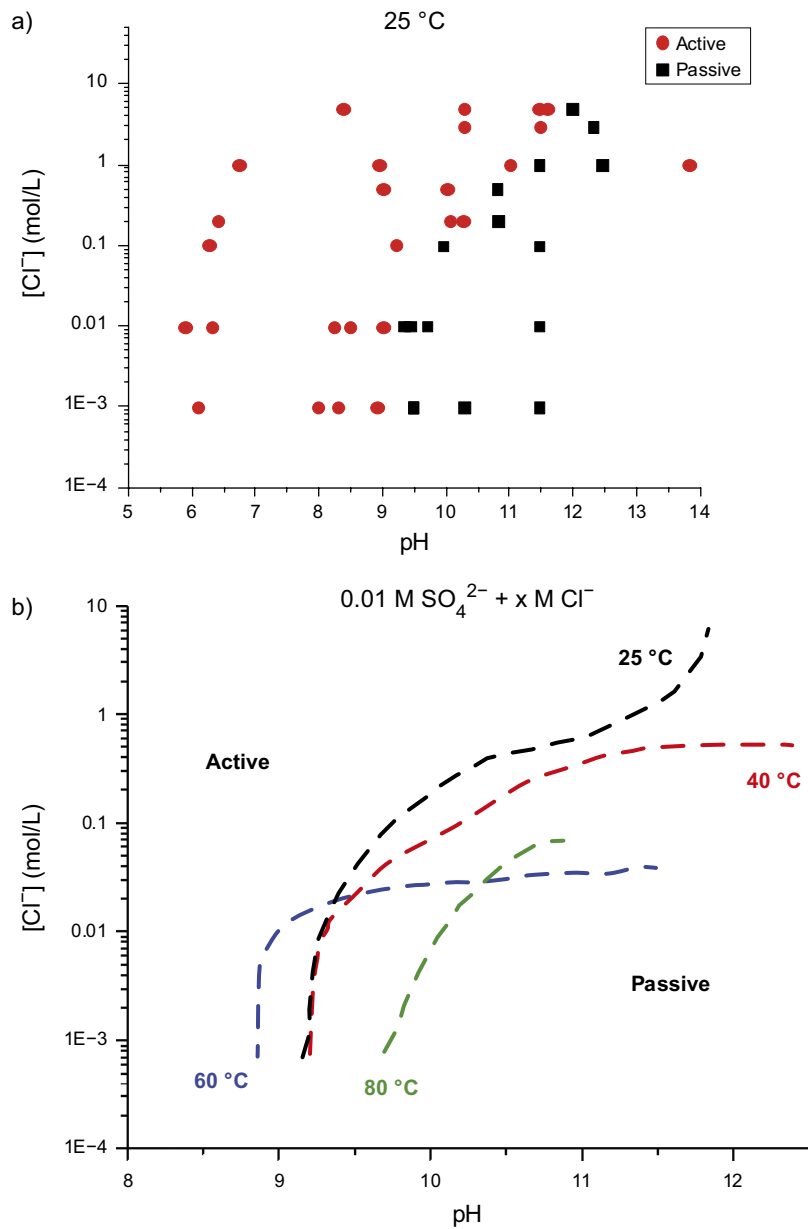 a)
25 °C
Active
Passive
10
1
0.1
0.01
1E−3
1E−4
[Cl⁻] (mol/L)
5 6 7 8 9 10 11 12 13 14
pH
b)
0.01 M SO₄²⁻ + x M Cl⁻
10
1
0.1
0.01
1E−3
1E−4
[Cl⁻] (mol/L)
25 °C
Active
40 °C
Passive
60 °C
80 °C
8 9 10 11 12
pH